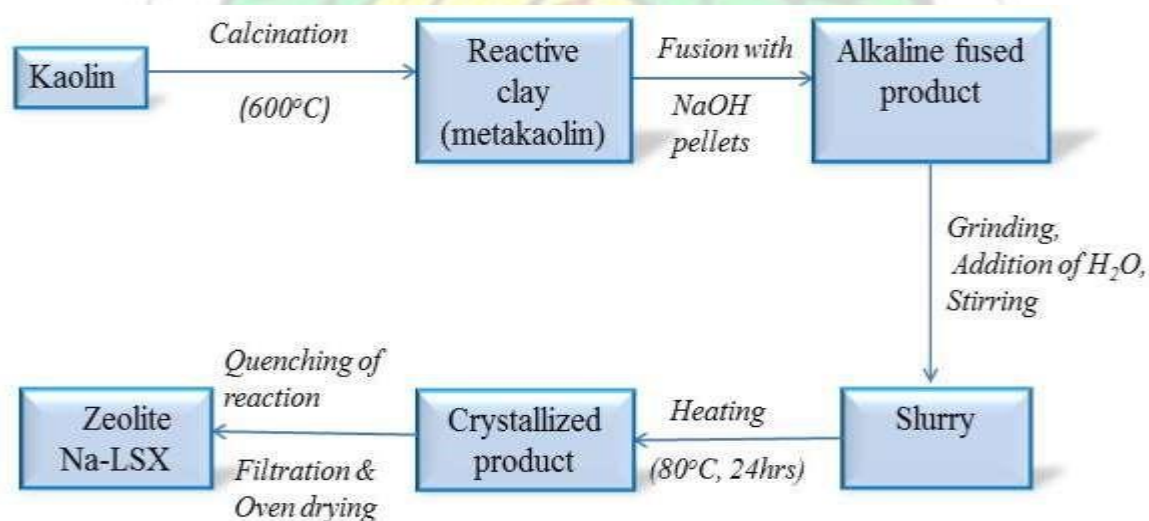 Kaolin
Calcination
(600°C)
Reactive
clay
(metakaolin)
Fusion with
NaOH
pellets
Alkaline fused
product
Grinding,
Addition of H₂O,
Stirring
Slurry
Heating
(80°C, 24hrs)
Crystallized
product
Quenching of
reaction
Filtration &
Oven drying
Zeolite
Na-LSX